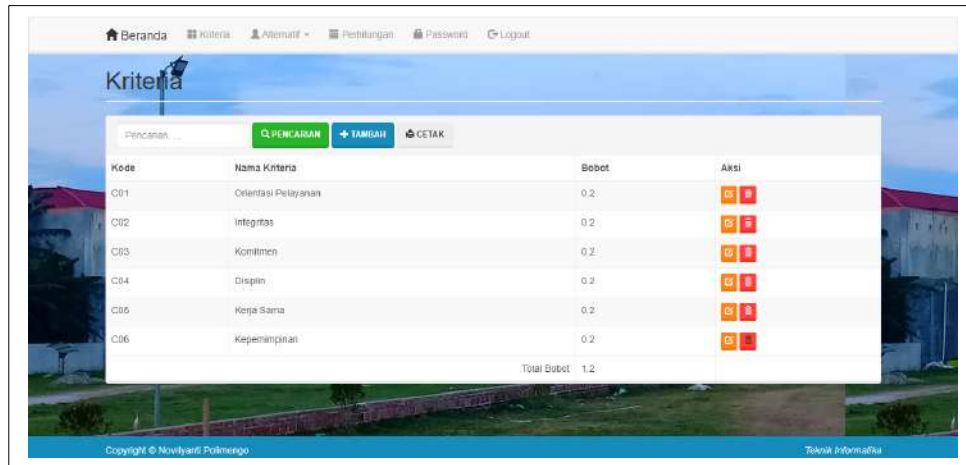 Beranda Kriteria Alternatif Perhitungan Password Logout
Kriteria
Pencarian. ... PENCARIAN TAMBAH CETAK
Kode Nama Kriteria Bobot Aksi
C01 Orientasi Pelayanan 0.2
C02 Integritas 0.2
C03 Komitmen 0.2
C04 Disiplin 0.2
C05 Kerja Sama 0.2
C06 Kepemimpinan 0.2
Total Bobot 1.2
Copyright © Novilyanti Polimengo Teknik Informatika